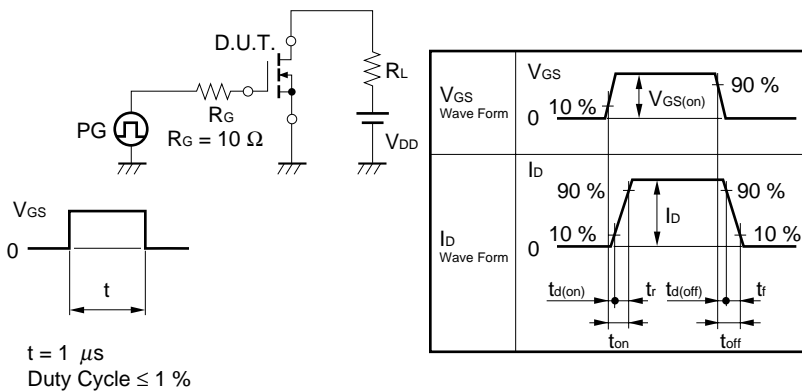 D.U.T.
RL
RG
PG
RG = 10 Ω
VDD
VGS
0
t
t = 1 μs
Duty Cycle ≤ 1 %
VGS
Wave Form
VGS
90 %
VGS(on)
10 %
0
ID
Wave Form
ID
90 %
90 %
ID
10 %
10 %
0
td(on)
tr
td(off)
tf
ton
toff